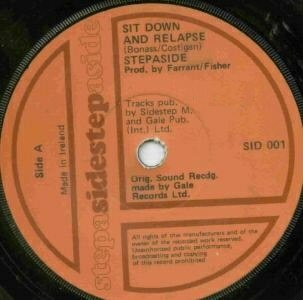 SIT DOWN
AND RELAPSE
(Bonass/Costigan)
STEPASIDE
Prod. by Farrant/Fisher
Tracks pub.
by Sidestep M.
and Gale Pub.
(Int.) Ltd.
SID 001
Side A
Made in Ireland
stepasidestepaside
Orig. Sound Recdg.
made by Gale
Records Ltd.
All rights of the manufacturers and of the
owner of the recorded work reserved.
Unauthorised public performance,
broadcasting and copying
of this record prohibited